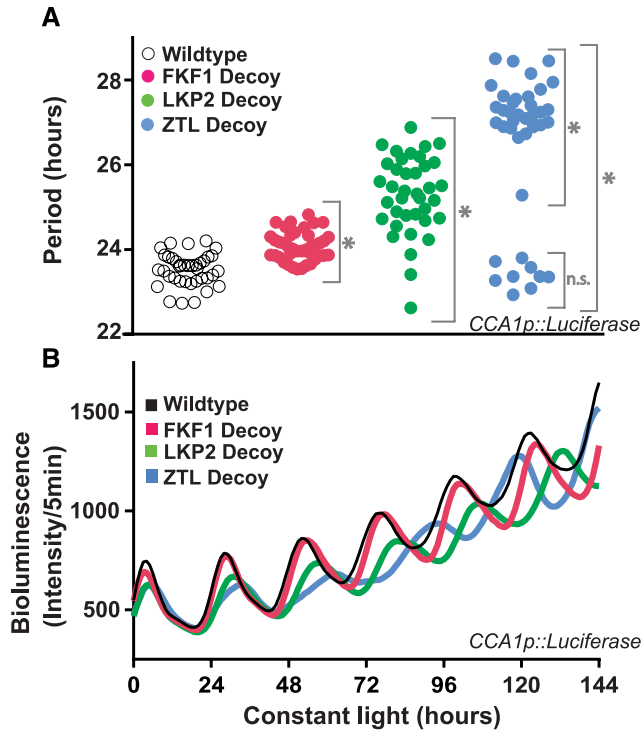 A
Wildtype
FKF1 Decoy
LKP2 Decoy
ZTL Decoy
Period (hours)
28
26
24
22
*
*
*
*
n.s.
CCA1p::Luciferase
B
Wildtype
FKF1 Decoy
LKP2 Decoy
ZTL Decoy
Bioluminescence
(Intensity/5min)
1500
1000
500
CCA1p::Luciferase
0 24 48 72 96 120 144
Constant light (hours)